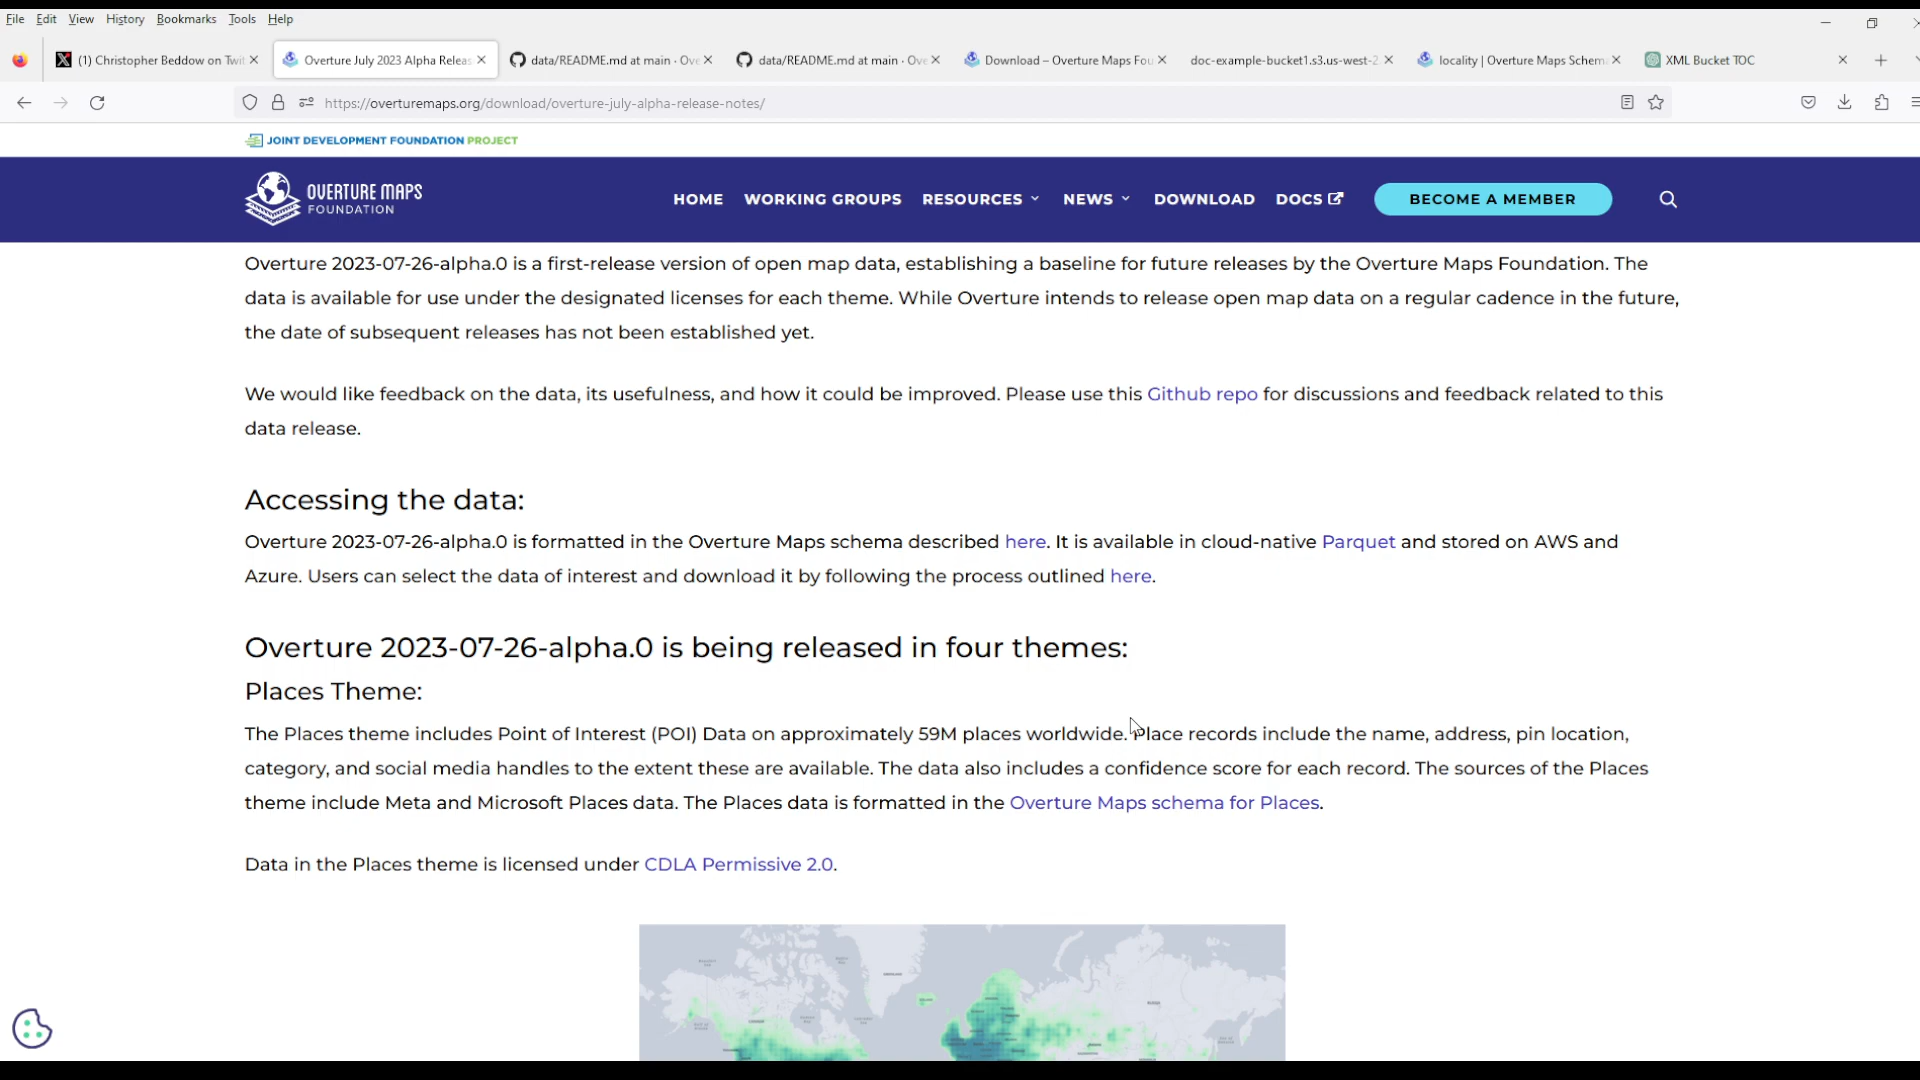 File Edit View History Bookmarks Tools Help
(1) Christopher Beddow on Twit
Overture July 2023 Alpha Releas
data/README.md at main · Ove
data/README.md at main · Ove
Download – Overture Maps Fou
doc-example-bucket1.s3.us-west-2
locality | Overture Maps Schem
XML Bucket TOC
https://overturemaps.org/download/overture-july-alpha-release-notes/
JOINT DEVELOPMENT FOUNDATION PROJECT
OVERTURE MAPS
FOUNDATION
HOME WORKING GROUPS RESOURCES NEWS DOWNLOAD DOCS BECOME A MEMBER
Overture 2023-07-26-alpha.0 is a first-release version of open map data, establishing a baseline for future releases by the Overture Maps Foundation. The
data is available for use under the designated licenses for each theme. While Overture intends to release open map data on a regular cadence in the future,
the date of subsequent releases has not been established yet.
We would like feedback on the data, its usefulness, and how it could be improved. Please use this Github repo for discussions and feedback related to this
data release.
Accessing the data:
Overture 2023-07-26-alpha.0 is formatted in the Overture Maps schema described here. It is available in cloud-native Parquet and stored on AWS and
Azure. Users can select the data of interest and download it by following the process outlined here.
Overture 2023-07-26-alpha.0 is being released in four themes:
Places Theme:
The Places theme includes Point of Interest (POI) Data on approximately 59M places worldwide. Place records include the name, address, pin location,
category, and social media handles to the extent these are available. The data also includes a confidence score for each record. The sources of the Places
theme include Meta and Microsoft Places data. The Places data is formatted in the Overture Maps schema for Places.
Data in the Places theme is licensed under CDLA Permissive 2.0.